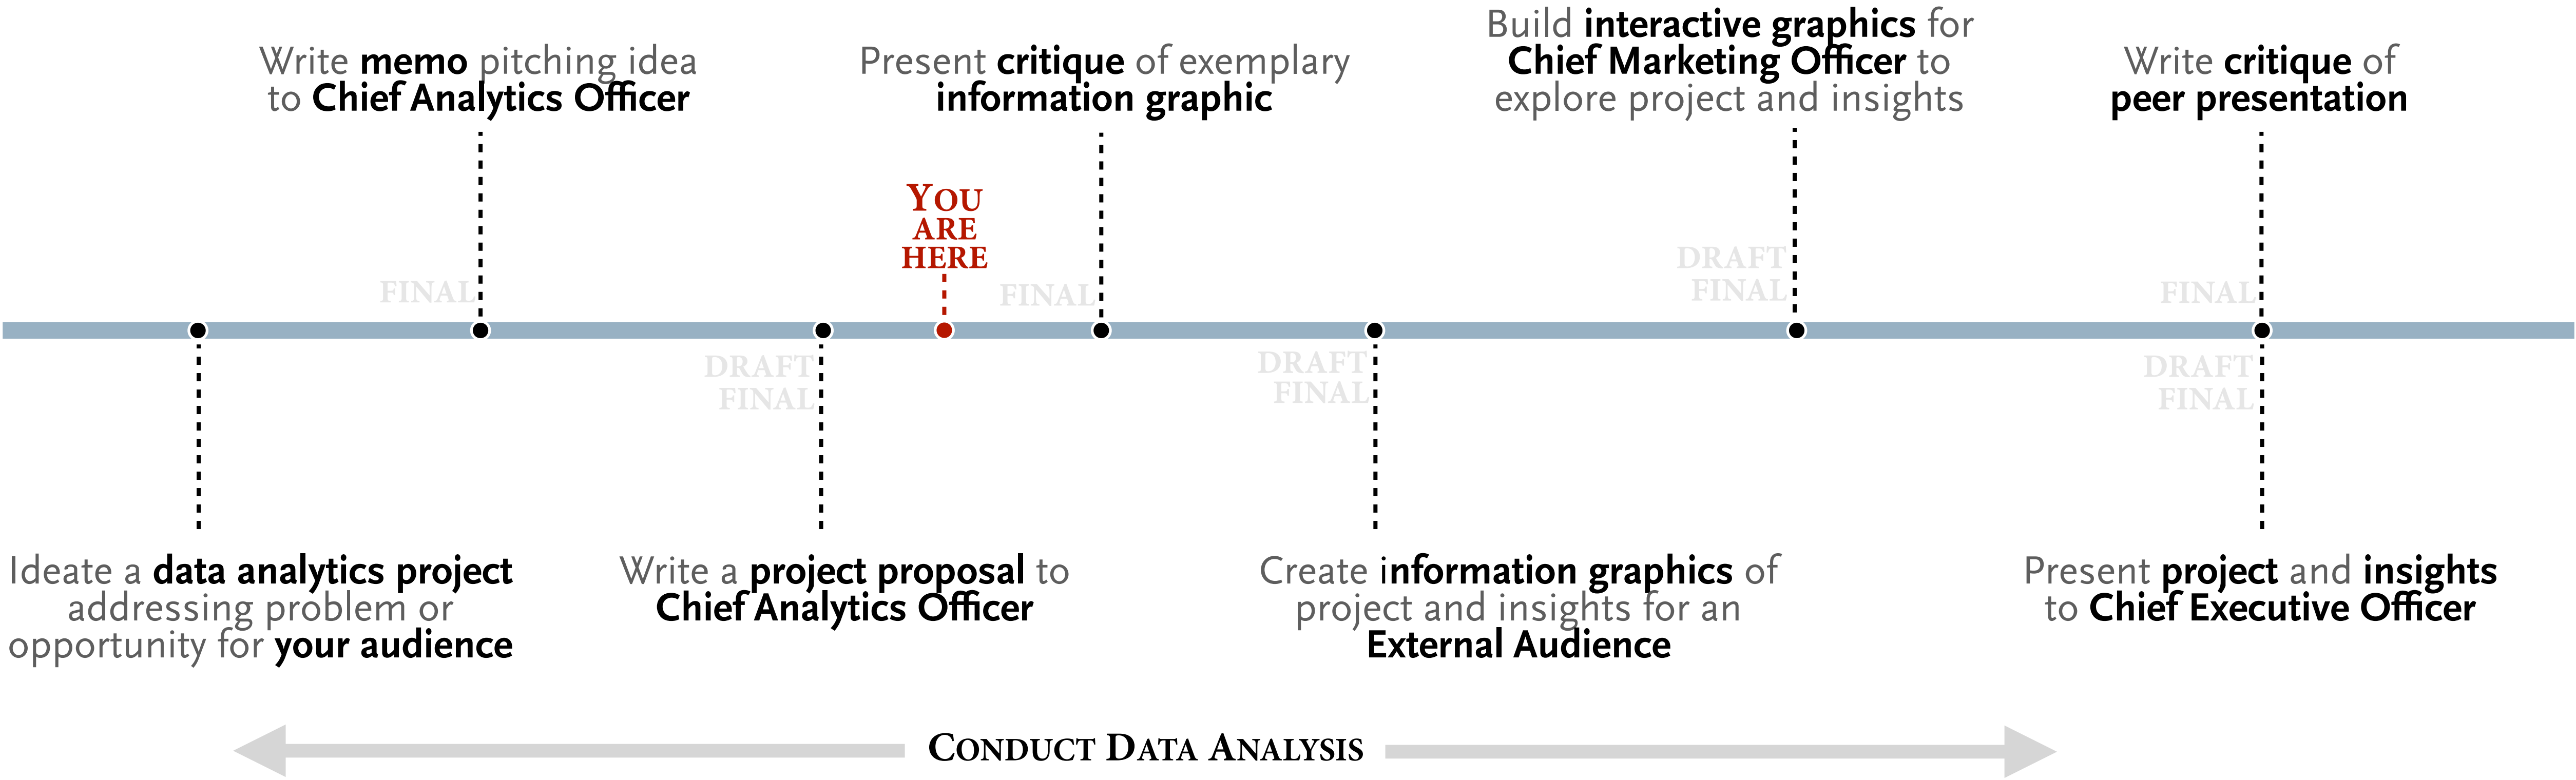 Write memo pitching idea
to Chief Analytics Officer
Present critique of exemplary
information graphic
Build interactive graphics for
Chief Marketing Officer to
explore project and insights
Write critique of
peer presentation
YOU
ARE
HERE
FINAL
FINAL
DRAFT
FINAL
FINAL
DRAFT
FINAL
DRAFT
FINAL
DRAFT
FINAL
Ideate a data analytics project
addressing problem or
opportunity for your audience
Write a project proposal to
Chief Analytics Officer
Create information graphics of
project and insights for an
External Audience
Present project and insights
to Chief Executive Officer
CONDUCT DATA ANALYSIS